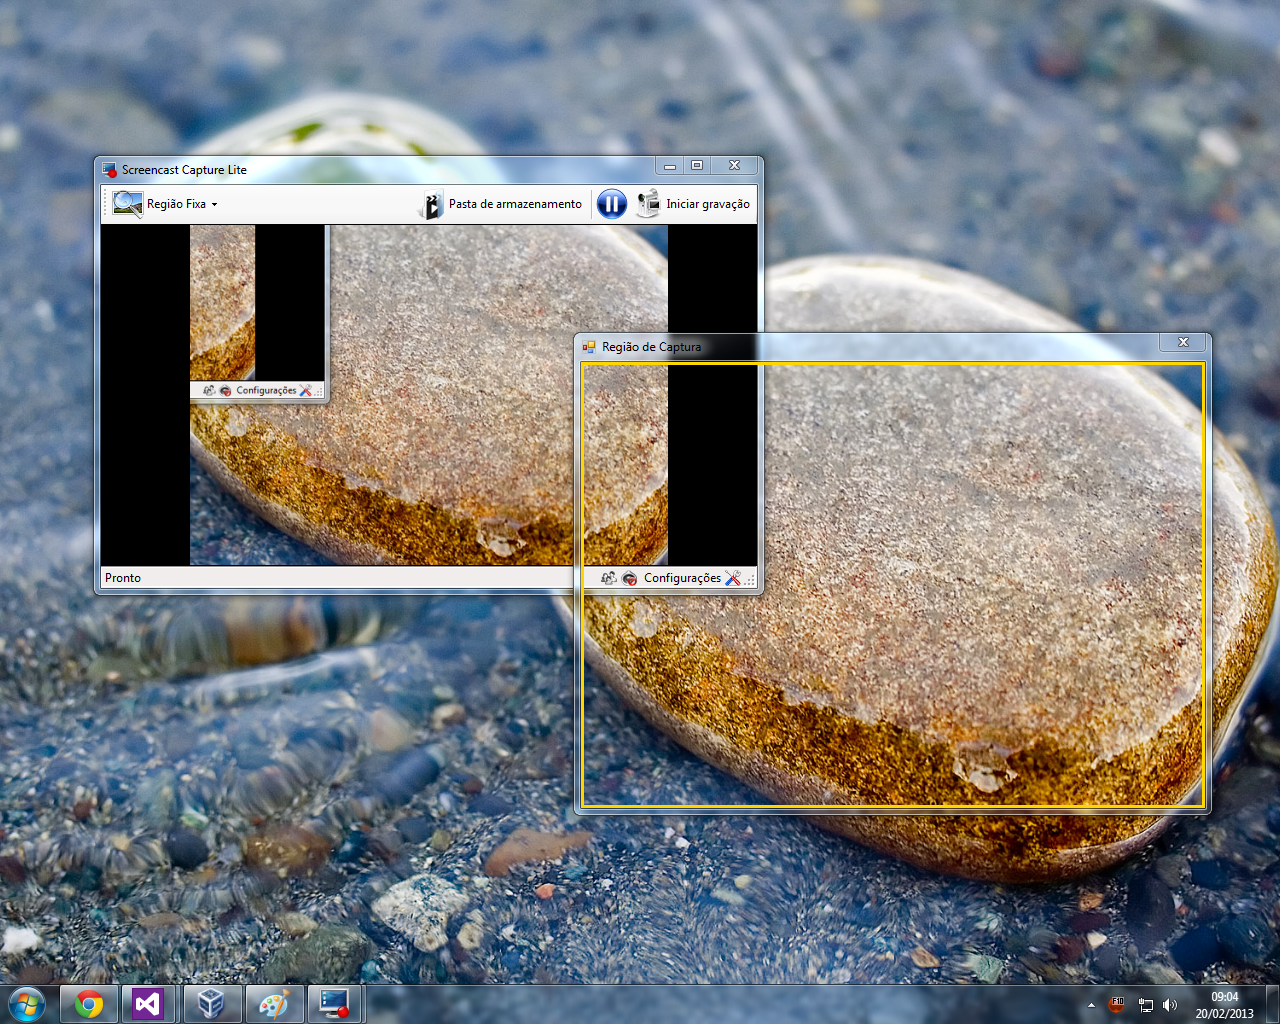 Screencast Capture Lite
Região Fixa
Pasta de armazenamento
Iniciar gravação
Região de Captura
Configurações
Pronto
Configurações
F10
09:04
20/02/2013